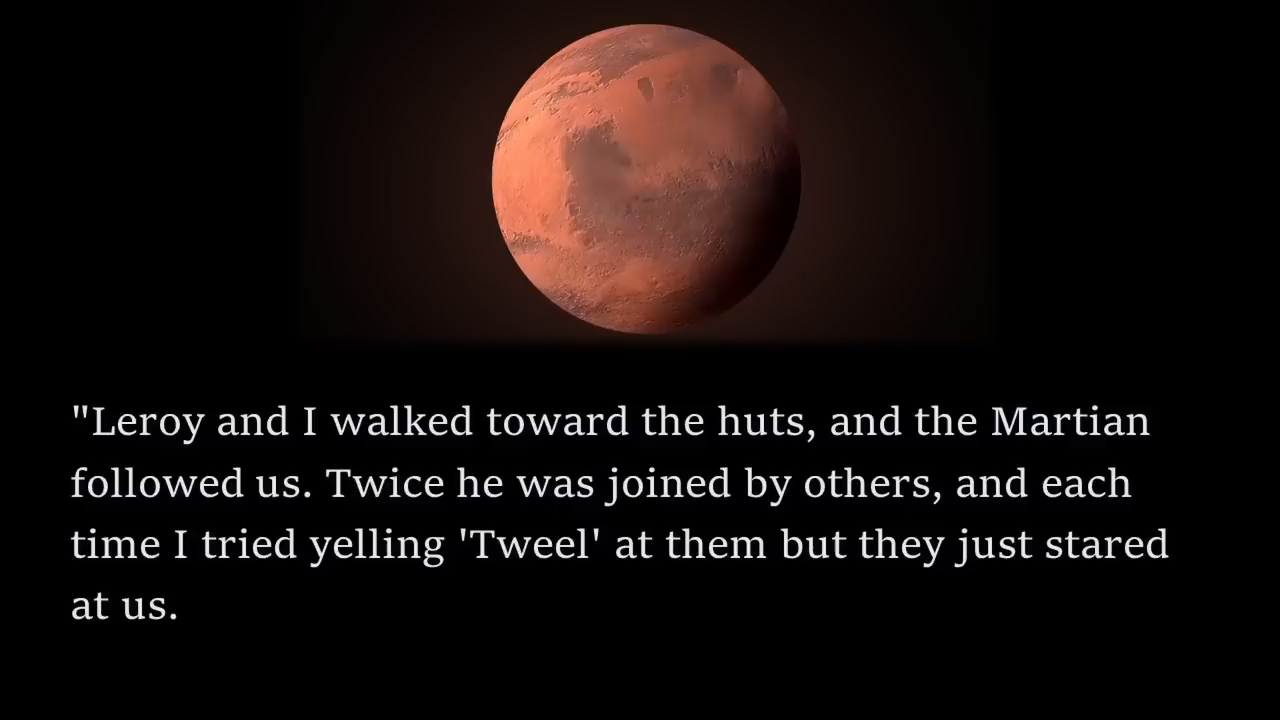 "Leroy and I walked toward the huts, and the Martian
followed us. Twice he was joined by others, and each
time I tried yelling 'Tweel' at them but they just stared
at us.